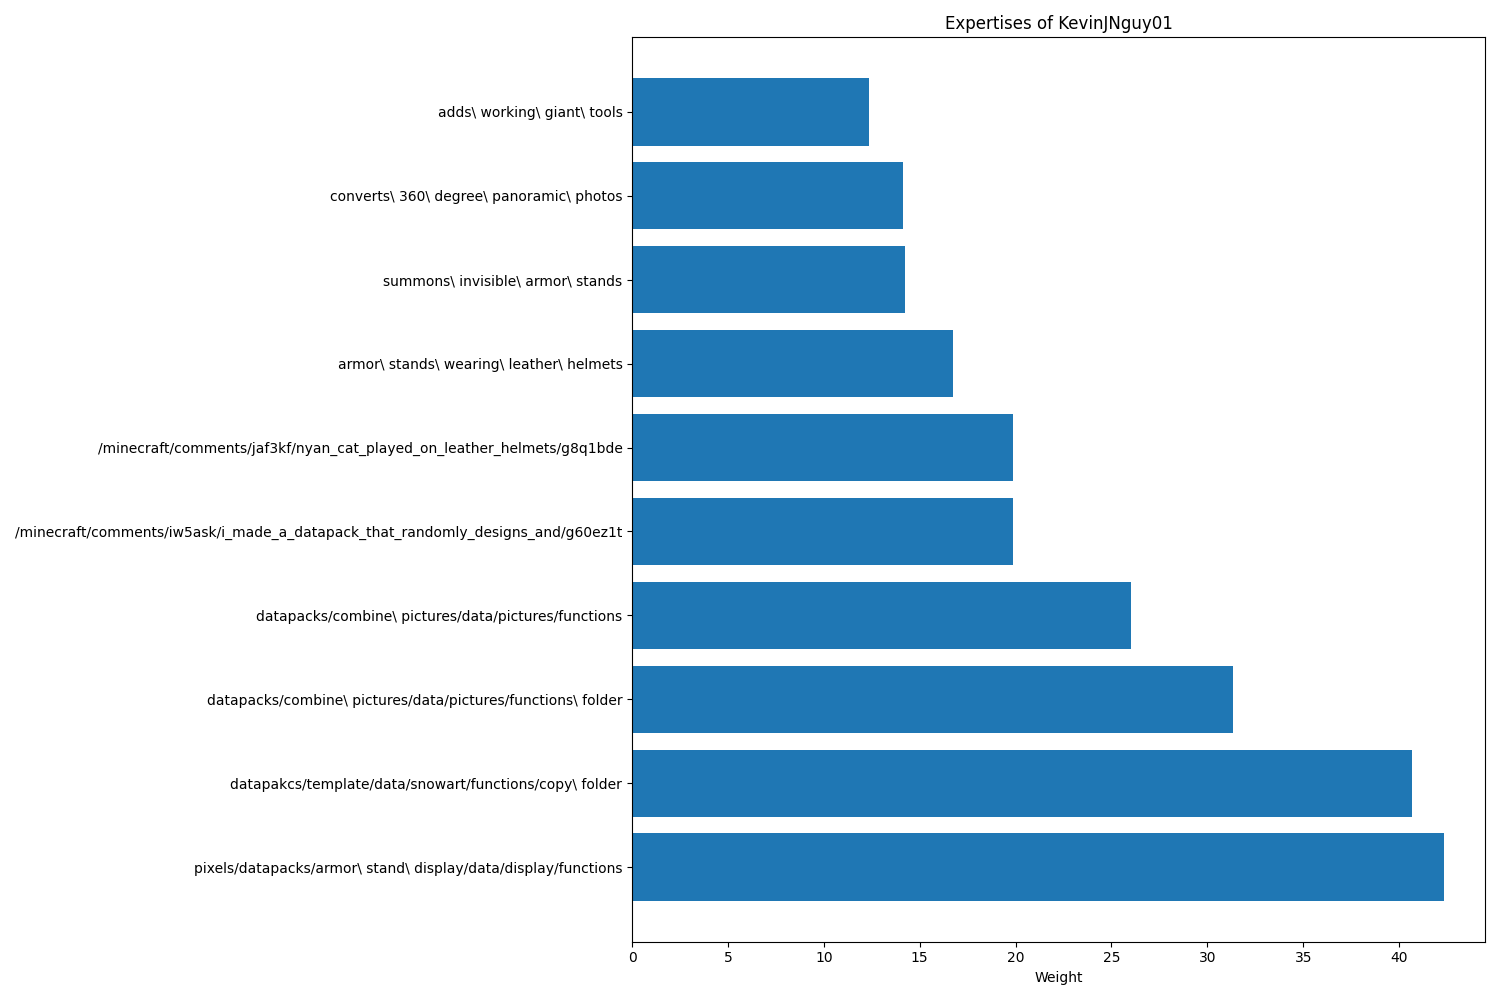 Expertises of KevinJNguy01
adds\ working\ giant\ tools
converts\ 360\ degree\ panoramic\ photos
summons\ invisible\ armor\ stands
armor\ stands\ wearing\ leather\ helmets
/minecraft/comments/jaf3kf/nyan_cat_played_on_leather_helmets/g8q1bde
/minecraft/comments/iw5ask/i_made_a_datapack_that_randomly_designs_and/g60ez1t
datapacks/combine\ pictures/data/pictures/functions
datapacks/combine\ pictures/data/pictures/functions\ folder
datapakcs/template/data/snowart/functions/copy\ folder
pixels/datapacks/armor\ stand\ display/data/display/functions
0 5 10 15 20 25 30 35 40
Weight